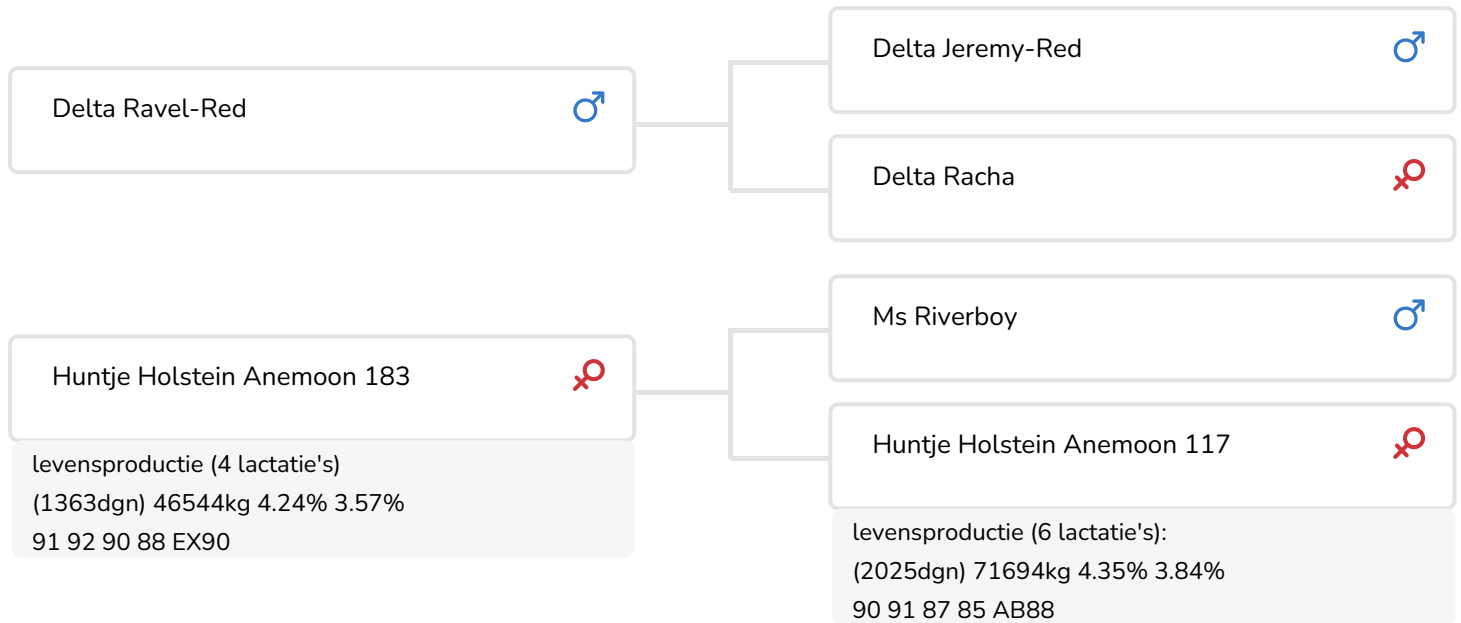 Delta Ravel-Red
Delta Jeremy-Red
Delta Racha
Huntje Holstein Anemoon 183
levensproductie (4 lactatie's)
(1363dgn) 46544kg 4.24% 3.57%
91 92 90 88 EX90
Ms Riverboy
Huntje Holstein Anemoon 117
levensproductie (6 lactatie's):
(2025dgn) 71694kg 4.35% 3.84%
90 91 87 85 AB88